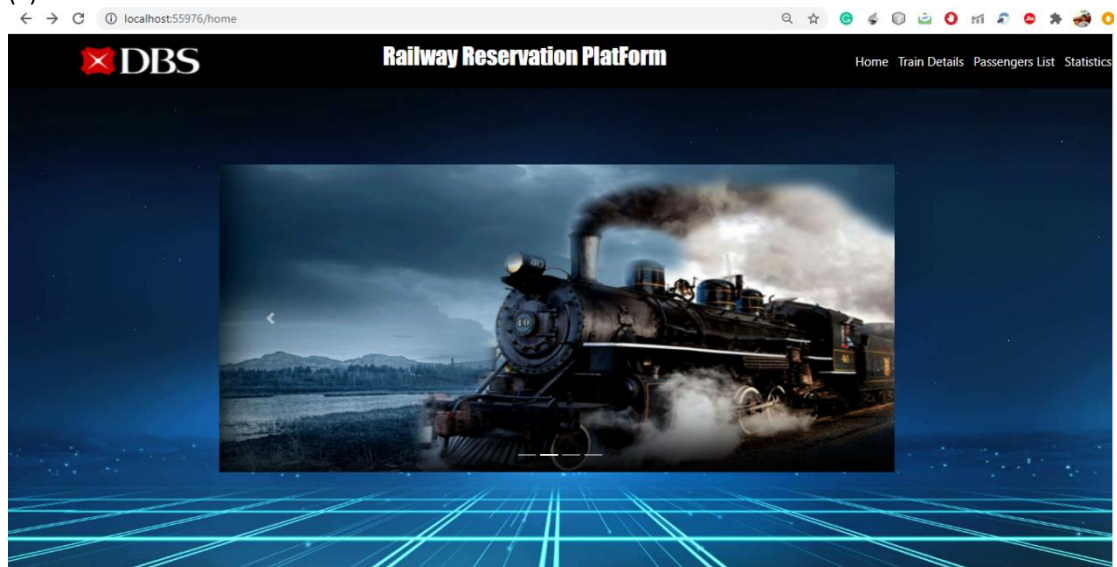 localhost:55976/home
DBS
Railway Reservation PlatForm
Home Train Details Passengers List Statistics